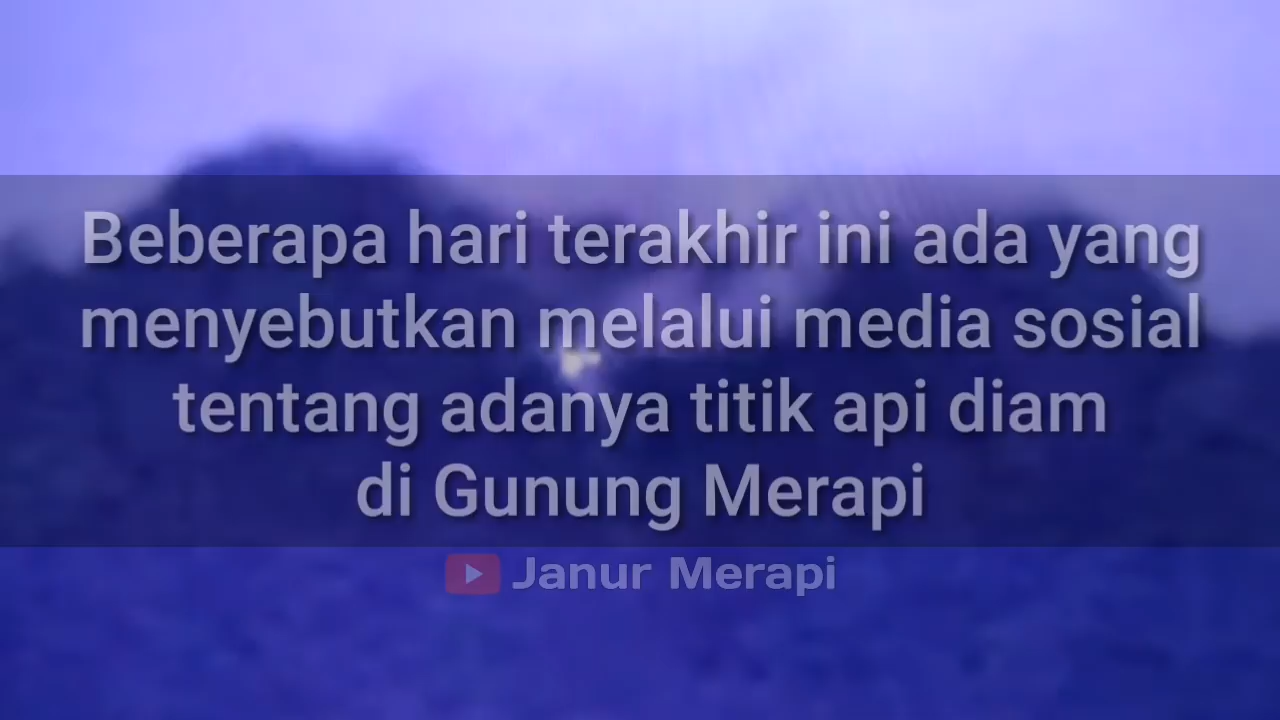 Beberapa hari terakhir ini ada yang
menyebutkan melalui media sosial
tentang adanya titik api diam
di Gunung Merapi
Janur Merapi